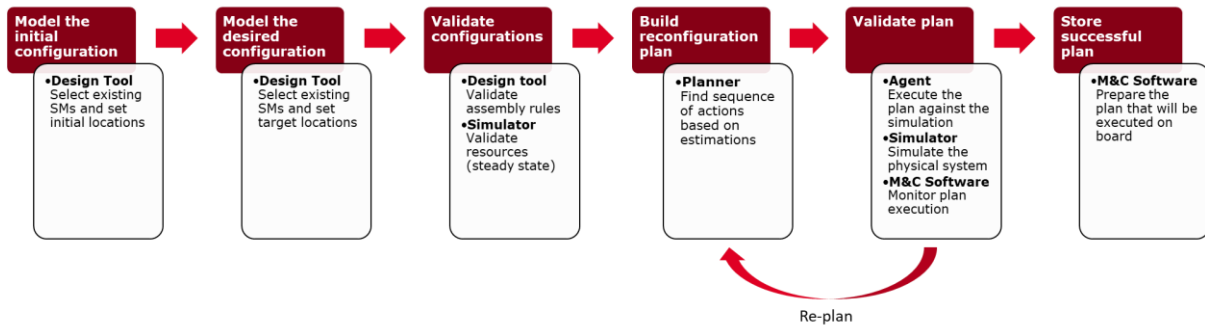 Model the
initial
configuration
•Design Tool
Select existing
SMs and set
initial locations
Model the
desired
configuration
•Design Tool
Select existing
SMs and set
target locations
Validate
configurations
•Design tool
Validate
assembly rules
•Simulator
Validate
resources
(steady state)
Build
reconfiguration
plan
•Planner
Find sequence
of actions
based on
estimations
Validate plan
•Agent
Execute the
plan against the
simulation
•Simulator
Simulate the
physical system
•M&C Software
Monitor plan
execution
Store
successful
plan
•M&C Software
Prepare the
plan that will be
executed on
board
Re-plan